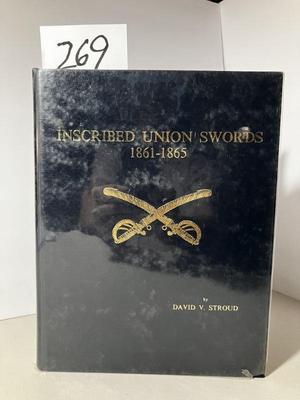 269
INSCRIBED UNION SWORDS
1861-1865
by
DAVID V. STROUD